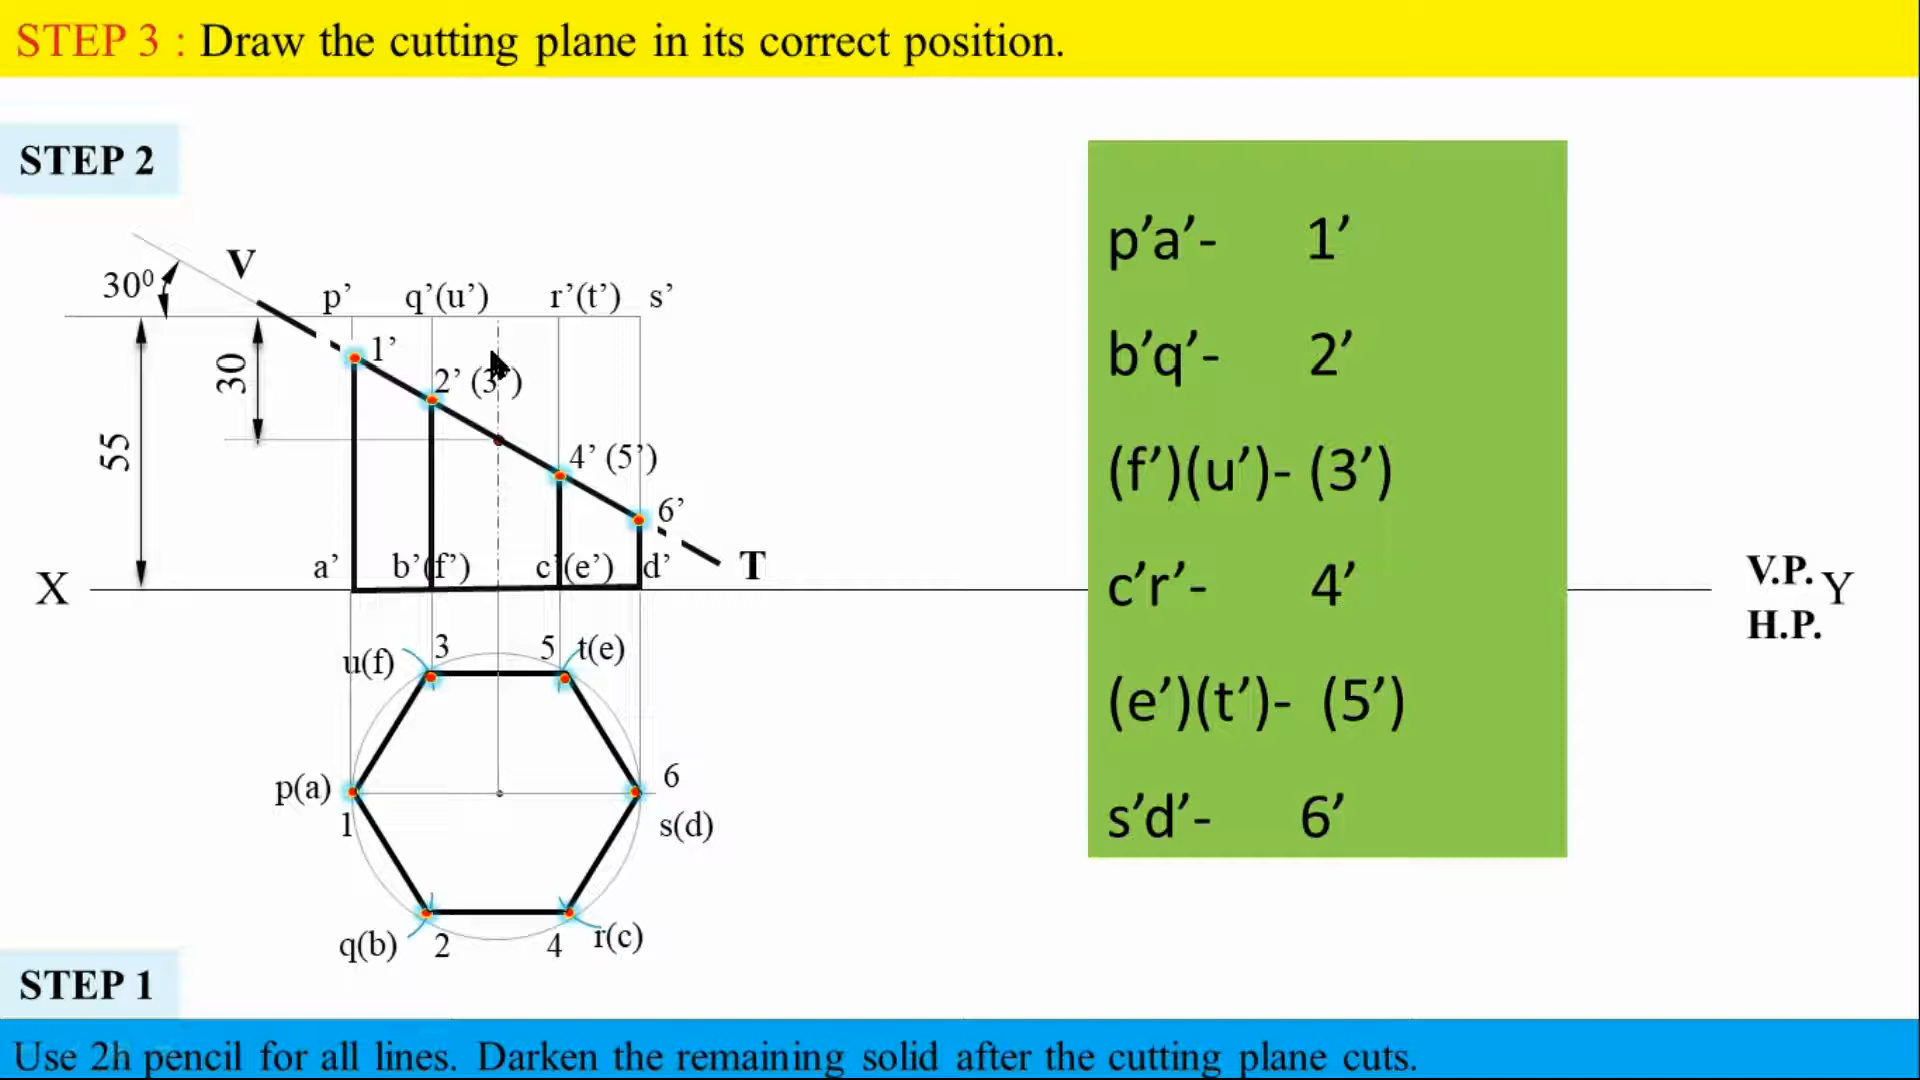 STEP 3 : Draw the cutting plane in its correct position.
STEP 2
V
30⁰
p’ q’(u’) r’(t’) s’
1’
30
2’ (3’)
55
4’ (5’)
6’
a’ b’(f’) c’(e’) d’ T
X
V.P. Y
H.P.
p’a’- 1’
b’q’- 2’
(f’)(u’)- (3’)
c’r’- 4’
(e’)(t’)- (5’)
s’d’- 6’
u(f) 3 5 t(e)
p(a) 6
1 s(d)
q(b) 2 4 r(c)
STEP 1
Use 2h pencil for all lines. Darken the remaining solid after the cutting plane cuts.